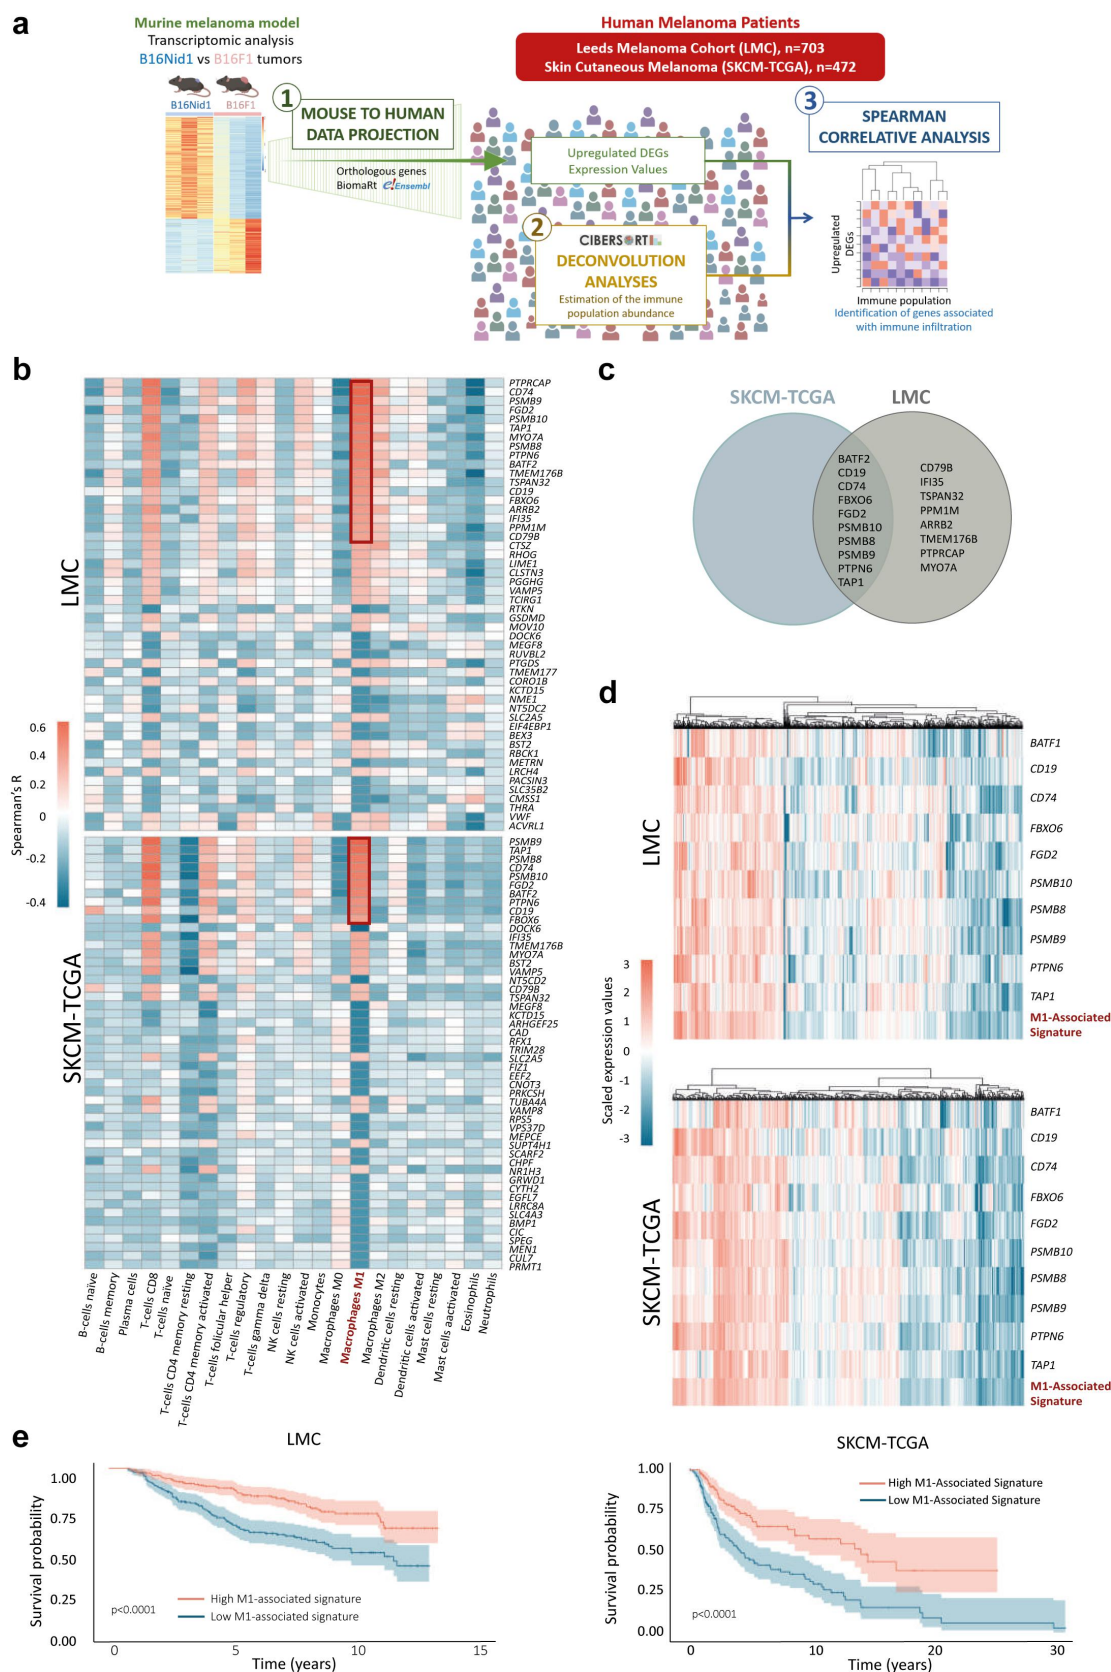 a
Murine melanoma model
Transcriptomic analysis
B16Nid1 vs B16F1 tumors
B16Nid1
B16F1
1
MOUSE TO HUMAN
DATA PROJECTION
Orthologous genes
BiomaRt e!Ensembl
Human Melanoma Patients
Leeds Melanoma Cohort (LMC), n=703
Skin Cutaneous Melanoma (SKCM-TCGA), n=472
Upregulated DEGs
Expression Values
2
CIBERSORT
DECONVOLUTION
ANALYSES
Estimation of the immune
population abundance
3
SPEARMAN
CORRELATIVE ANALYSIS
Upregulated
DEGs
Immune population
Identification of genes associated
with immune infiltration
b
LMC
PTPRCAP
CD74
PSMB9
FGD2
PSMB10
TAP1
MYO7A
PSMB8
PTPN6
BATF2
TMEM176B
TSPAN32
CD19
FBXO6
ARRB2
IFI35
PPM1M
CD79B
CTSZ
RHOG
LIME1
CLSTN3
PGGHG
VAMP5
TCIRG1
RTKN
GSDMD
MOV10
DOCK6
MEGF8
RUVBL2
PTGDS
TMEM177
CORO1B
KCTD15
NME1
NT5DC2
SLC2A5
EIF4EBP1
BEX3
BST2
RBCK1
METRN
LRCH4
PACSIN3
SLC35B2
CMSS1
THRA
VWF
ACVRL1
Spearman's R
0.6
0.4
0.2
0
-0.2
-0.4
SKCM-TCGA
PSMB9
TAP1
PSMB8
CD74
PSMB10
FGD2
BATF2
PTPN6
CD19
FBOX6
DOCK6
IFI35
TMEM176B
MYO7A
BST2
VAMP5
NT5CD2
CD79B
TSPAN32
MEGF8
KCTD15
ARHGEF25
CAD
RFX1
TRIM28
SLC2A5
FIZ1
EEF2
CNOT3
PRKCSH
TUBA4A
VAMP8
RPS5
VPS37D
MEPCE
SUPT4H1
SCARF2
CHPF
NR1H3
GRWD1
CYTH2
EGFL7
LRRC8A
SLC4A3
BMP1
CIC
SPEG
MEN1
CUL7
PRMT1
B-cells naïve
B-cells memory
Plasma cells
T-cells CD8
T-cells naïve
T-cells CD4 memory resting
T-cells CD4 memory activated
T-cells follicular helper
T-cells regulatory
T-cells gamma delta
NK cells resting
NK cells activated
Monocytes
Macrophages M0
Macrophages M1
Macrophages M2
Dendritic cells resting
Dendritic cells activated
Mast cells resting
Mast cells activated
Eosinophils
Neutrophils
c
SKCM-TCGA
LMC
BATF2
CD19
CD74
FBXO6
FGD2
PSMB10
PSMB8
PSMB9
PTPN6
TAP1
CD79B
IFI35
TSPAN32
PPM1M
ARRB2
TMEM176B
PTPRCAP
MYO7A
d
LMC
BATF1
CD19
CD74
FBXO6
FGD2
PSMB10
PSMB8
PSMB9
PTPN6
TAP1
M1-Associated
Signature
Scaled expression values
3
2
1
0
-1
-2
-3
SKCM-TCGA
BATF1
CD19
CD74
FBXO6
FGD2
PSMB10
PSMB8
PSMB9
PTPN6
TAP1
M1-Associated
Signature
e
LMC
Survival probability
1.00
0.75
0.50
0.25
0.00
High M1-associated signature
Low M1-associated signature
p<0.0001
0
5
10
15
Time (years)
SKCM-TCGA
Survival probability
1.00
0.75
0.50
0.25
0.00
High M1-Associated Signature
Low M1-Associated Signature
p<0.0001
0
10
20
30
Time (years)